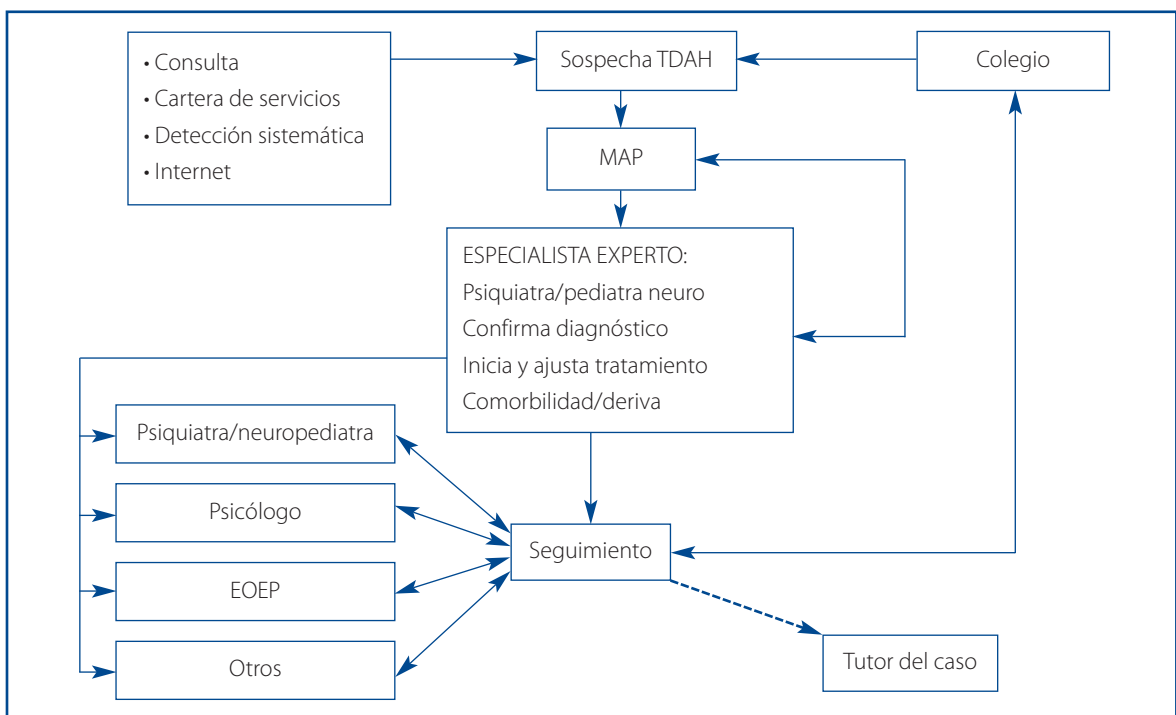 • Consulta
• Cartera de servicios
• Detección sistemática
• Internet
Sospecha TDAH
Colegio
MAP
ESPECIALISTA EXPERTO:
Psiquiatra/pediatra neuro
Confirma diagnóstico
Inicia y ajusta tratamiento
Comorbilidad/deriva
Psiquiatra/neuropediatra
Psicólogo
EOEP
Otros
Seguimiento
Tutor del caso